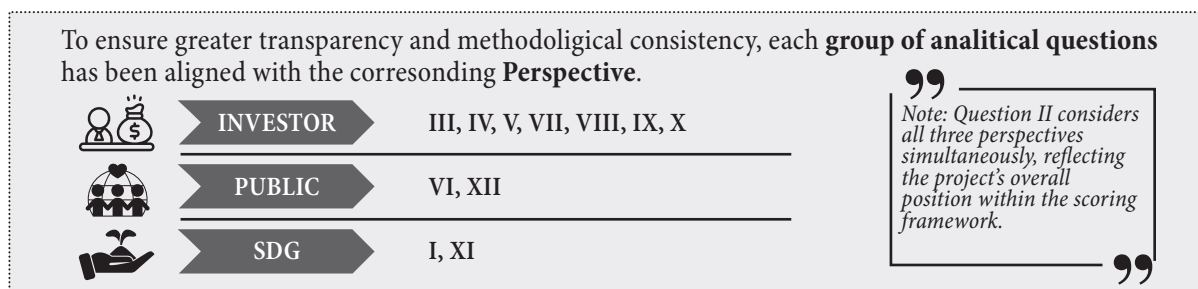 To ensure greater transparency and methodoligical consistency, each group of analitical questions
has been aligned with the corresonding Perspective.
INVESTOR III, IV, V, VII, VIII, IX, X
PUBLIC VI, XII
SDG I, XI
Note: Question II considers
all three perspectives
simultaneously, reflecting
the project's overall
position within the scoring
framework.